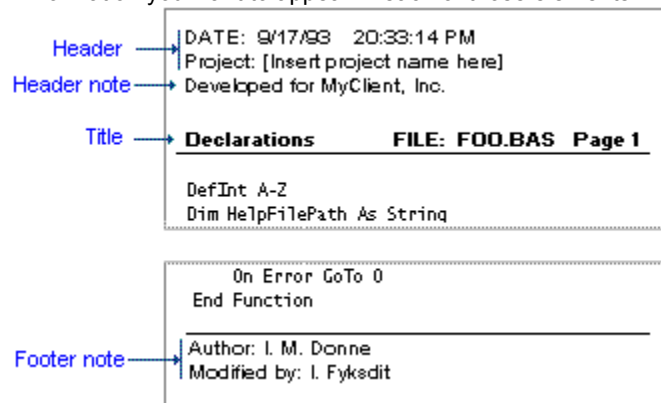 Header
DATE: 9/17/93 20:33:14 PM
Project: [Insert project name here]
Header note
Developed for MyClient, Inc.
Title
Declarations FILE: FOO.BAS Page 1
DefInt A-Z
Dim HelpFilePath As String
On Error GoTo 0
End Function
Footer note
Author: I. M. Donne
Modified by: I. Fyksdit